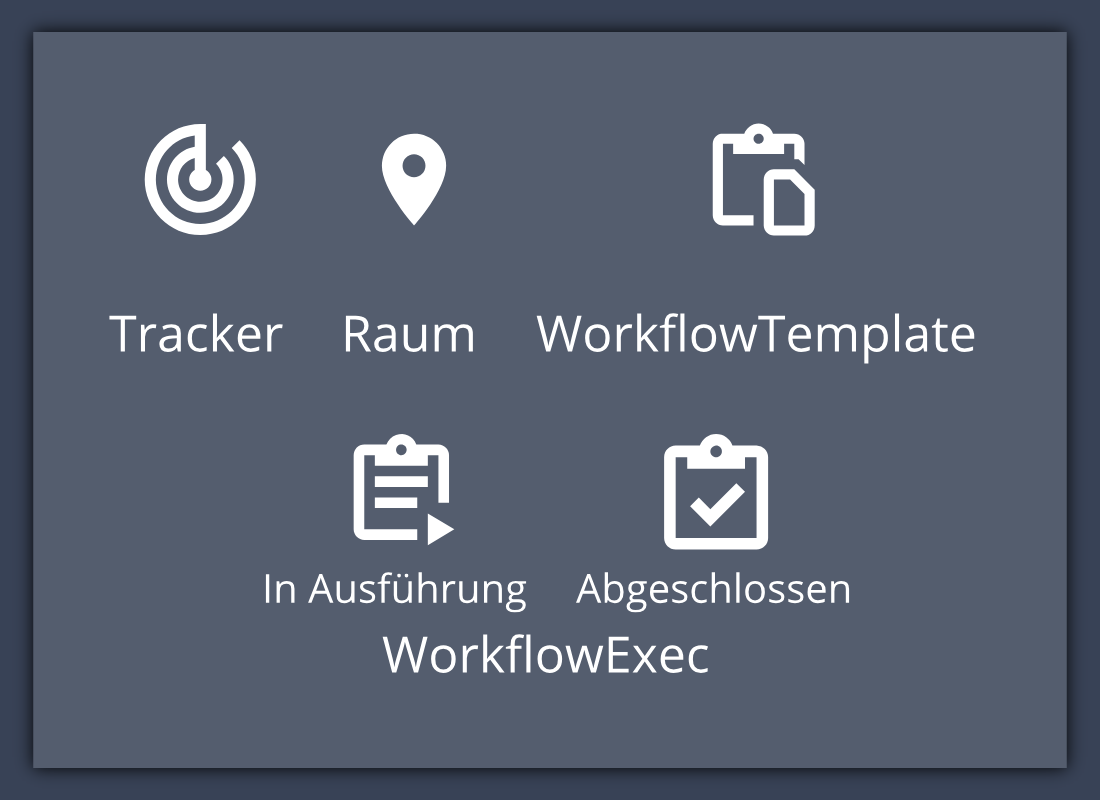 Tracker Raum WorkflowTemplate
In Ausführung Abgeschlossen
WorkflowExec